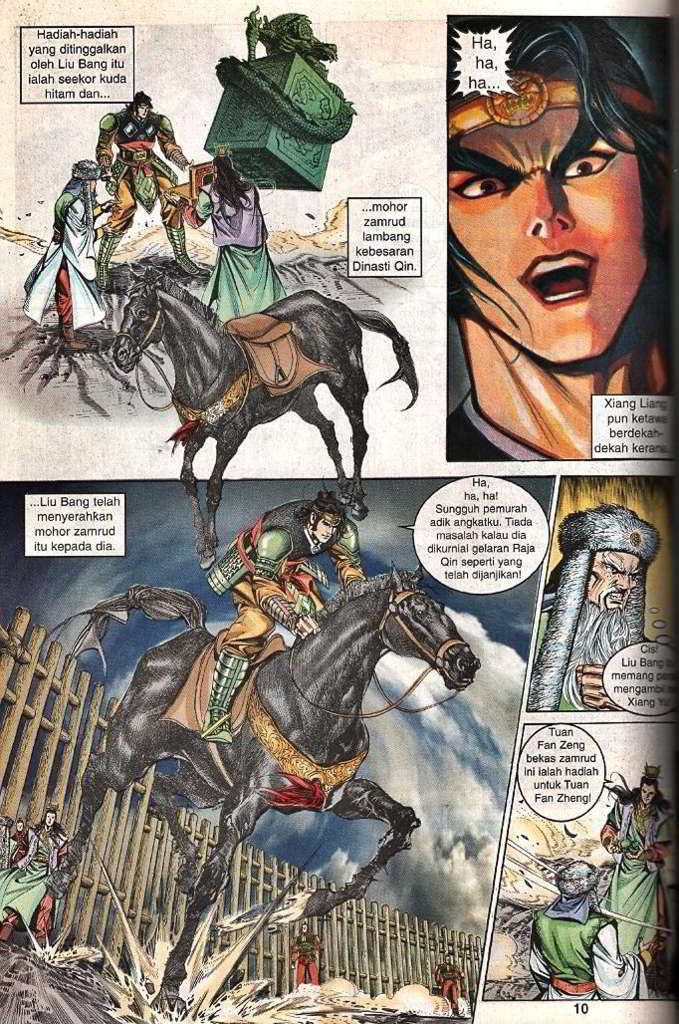 Hadiah-hadiah
yang ditinggalkan
oleh Liu Bang itu
ialah seekor kuda
hitam dan...
...mohor
zamrud
lambang
kebesaran
Dinasti Qin.
Ha,
ha,
ha...
Xiang Liang
pun ketawa
berdekah-
dekah kerana
...Liu Bang telah
menyerahkan
mohor zamrud
itu kepada dia.
Ha,
ha, ha!
Sungguh pemurah
adik angkatku. Tiada
masalah kalau dia
dikurniai gelaran Raja
Qin seperti yang
telah dijanjikan!
Cis!
Liu Bang
memang
mengambil
Xiang Yu
Tuan
Fan Zeng
bekas zamrud
ini ialah hadiah
untuk Tuan
Fan Zheng!
10